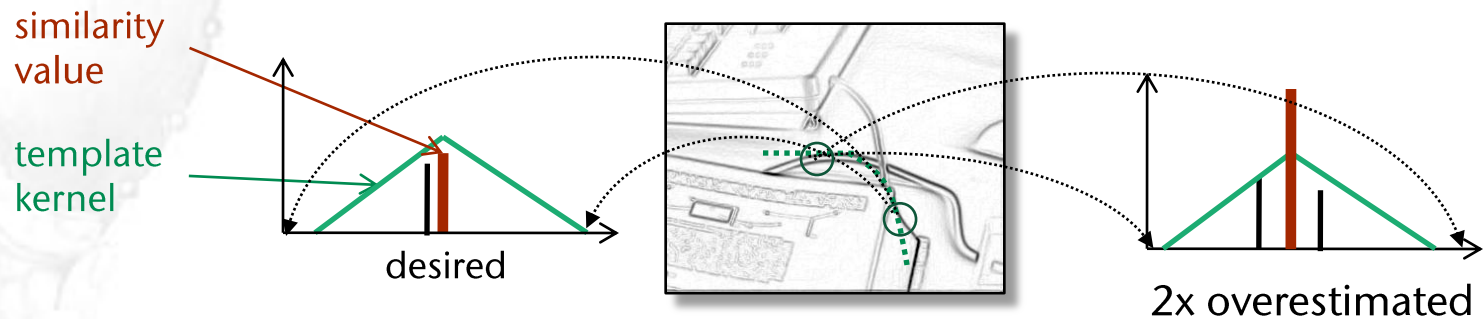 similarity
value
template
kernel
desired
2x overestimated